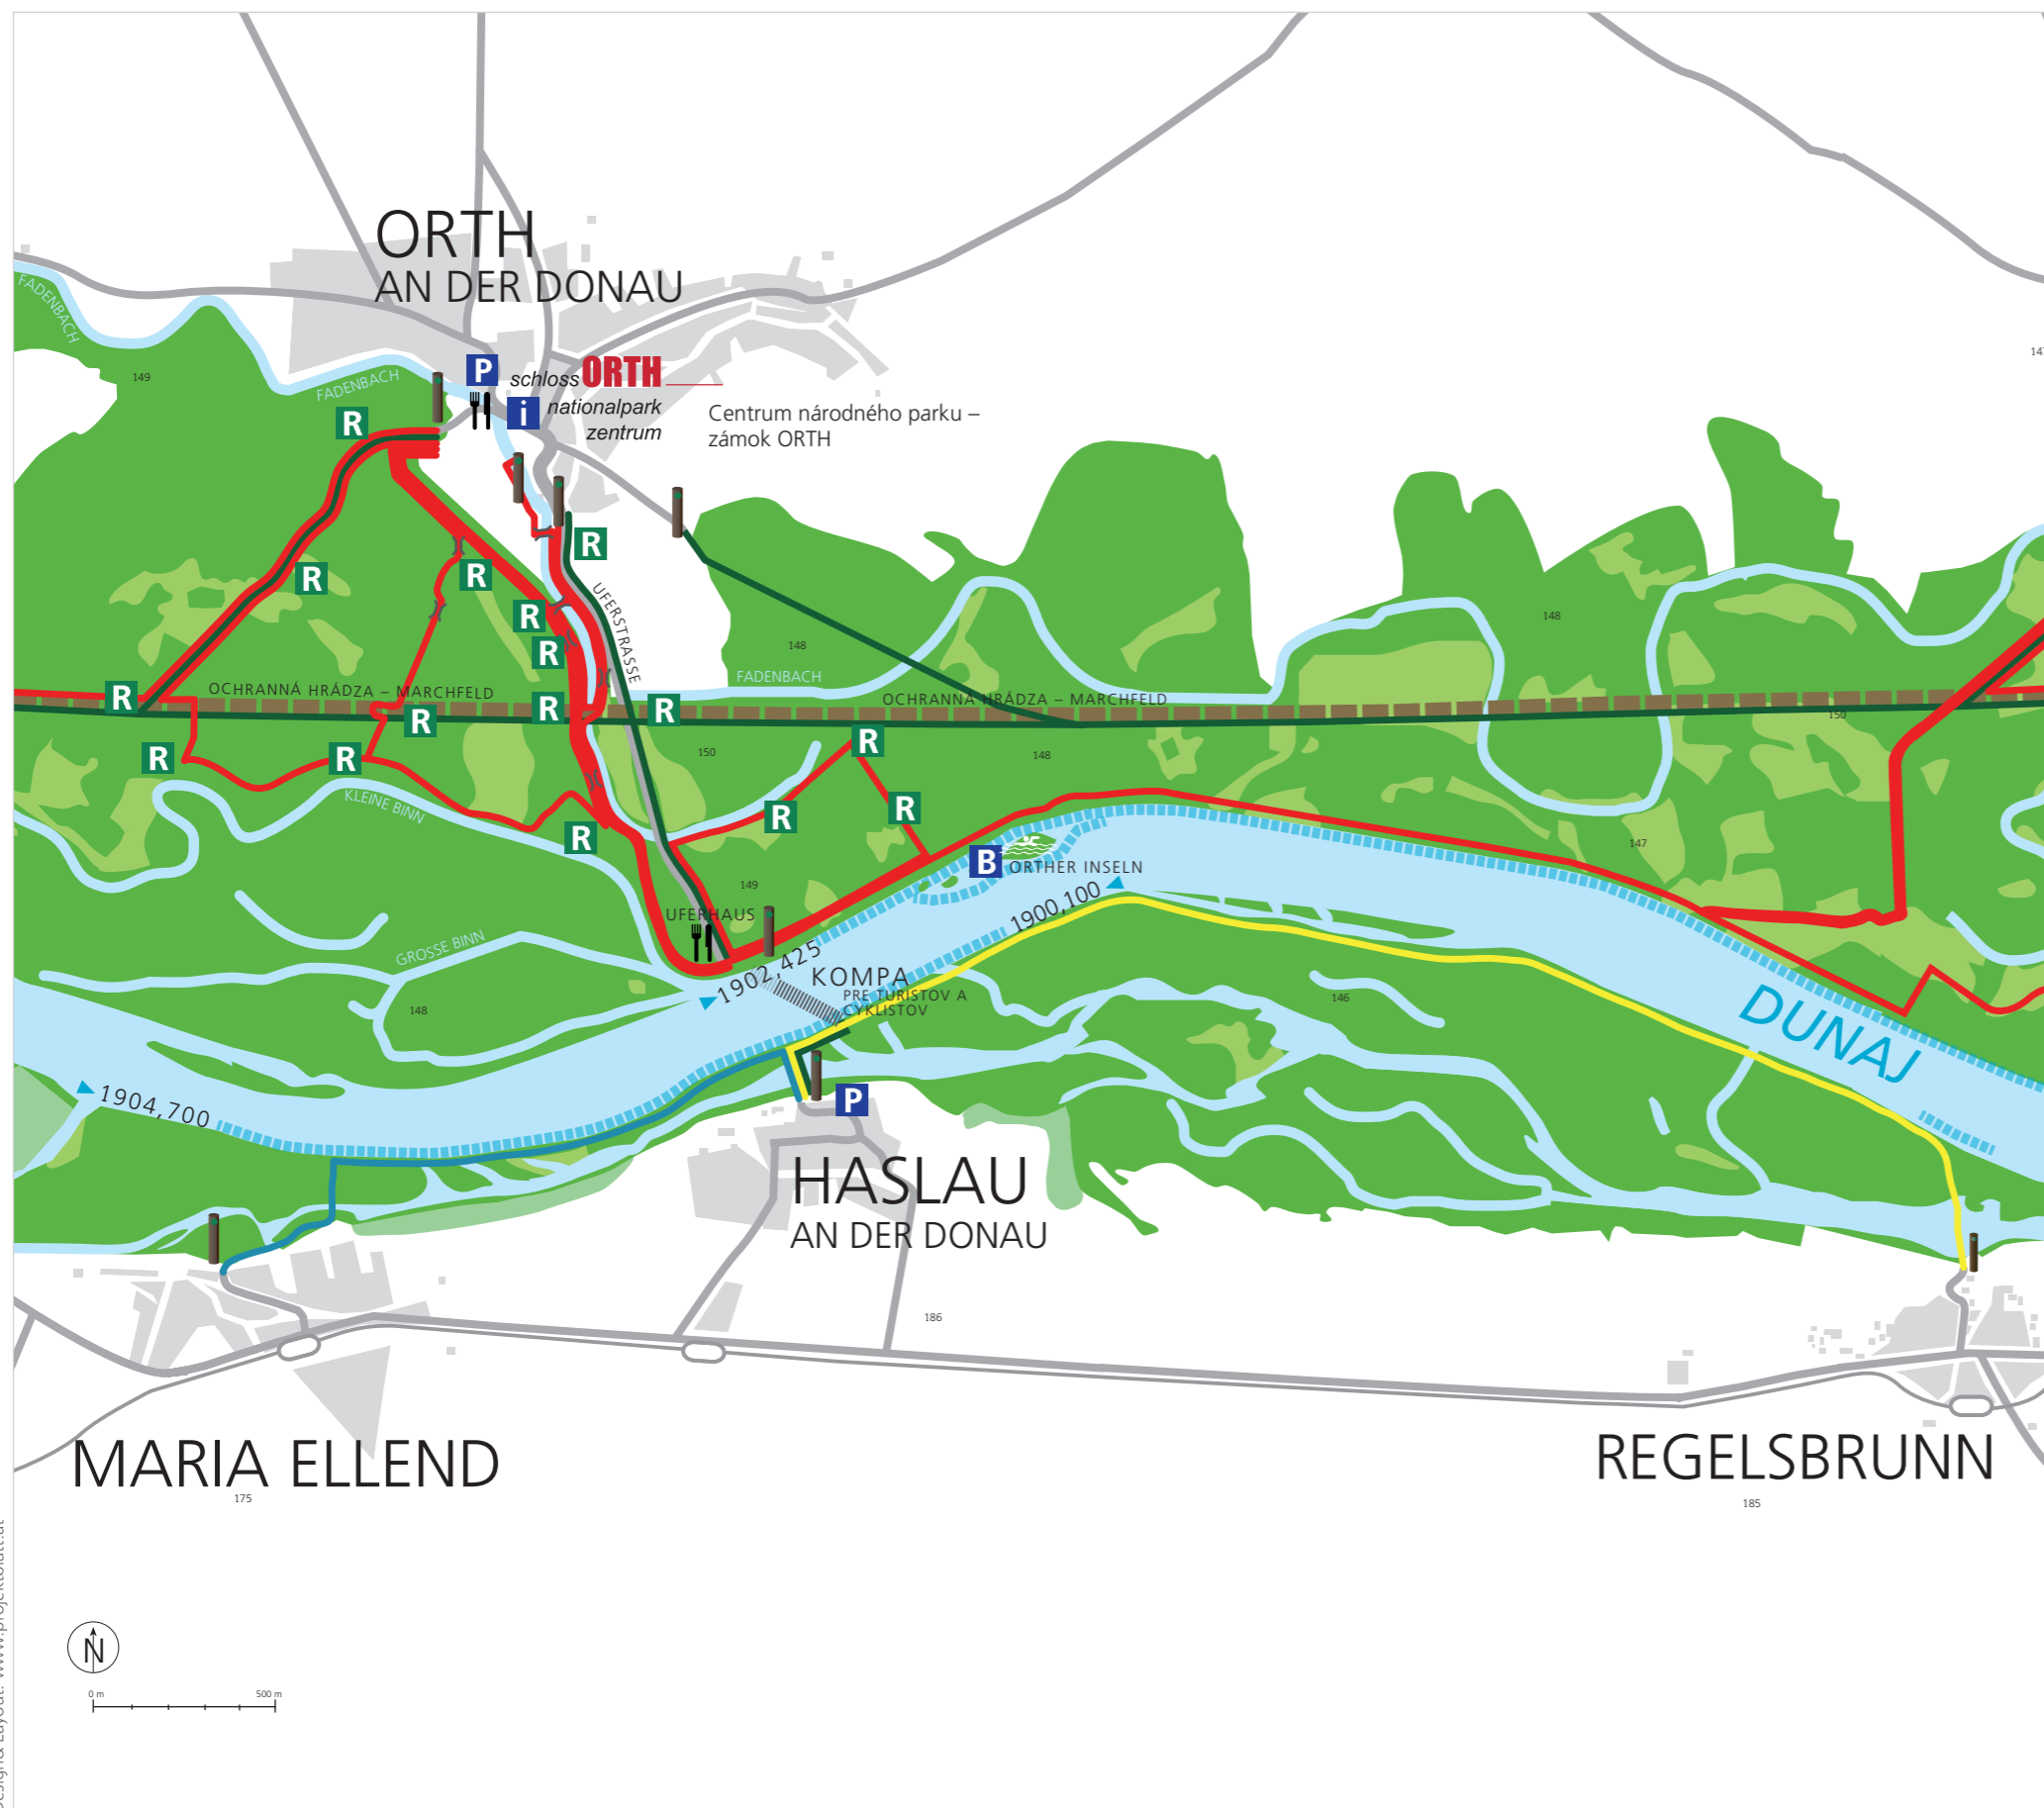 ORTH
AN DER DONAU
FADENBACH
149
FADENBACH
P
schloss ORTH
i
nationalpark
zentrum
Centrum národného parku –
zámok ORTH
R
R
R
R
R
R
UFERSTRASSE
148
148
FADENBACH
OCHRANNÁ HRÁDZA – MARCHFELD
OCHRANNÁ HRÁDZA – MARCHFELD
R
R
R
R
150
R
R
R
150
148
KLEINE BINN
R
R
R
147
B
ORTHER INSELN
149
1900,100
UFERHAUS
GROSSE BINN
1902,425
KOMPA
PRE TURISTOV A
CYKLISTOV
146
148
DUNAJ
1904,700
P
HASLAU
AN DER DONAU
186
MARIA ELLEND
175
REGELSBRUNN
185
N
0 m
500 m